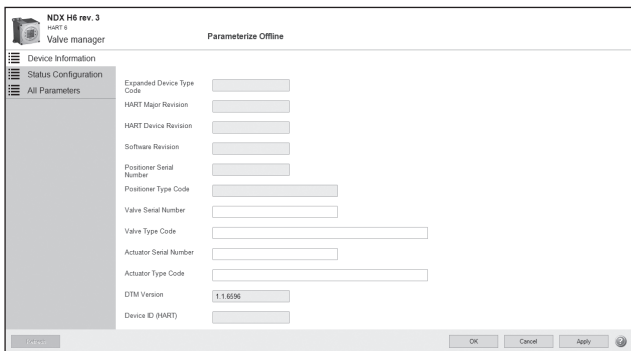 NDX H6 rev. 3
HART 6
Valve manager
Parameterize Offline
Device Information
Status Configuration
All Parameters
Expanded Device Type
Code
HART Major Revision
HART Device Revision
Software Revision
Positioner Serial
Number
Positioner Type Code
Valve Serial Number
Valve Type Code
Actuator Serial Number
Actuator Type Code
DTM Version
1.1.6596
Device ID (HART)
OK
Cancel
Apply
?